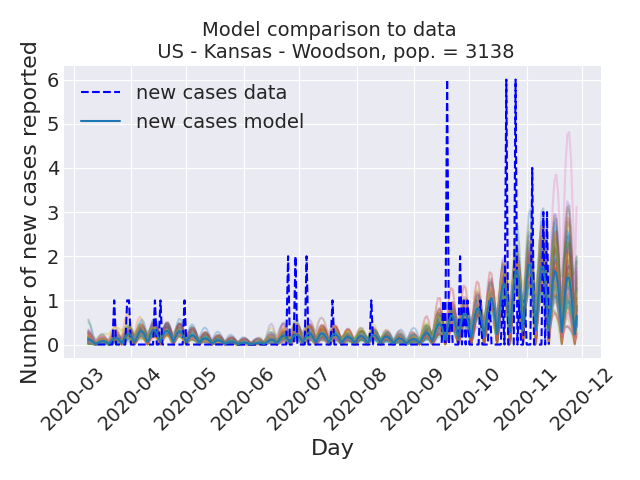 Model comparison to data
US - Kansas - Woodson, pop. = 3138
Number of new cases reported
6
5
4
3
2
1
0
new cases data
new cases model
2020-03
2020-04
2020-05
2020-06
2020-07
2020-08
2020-09
2020-10
2020-11
2020-12
Day